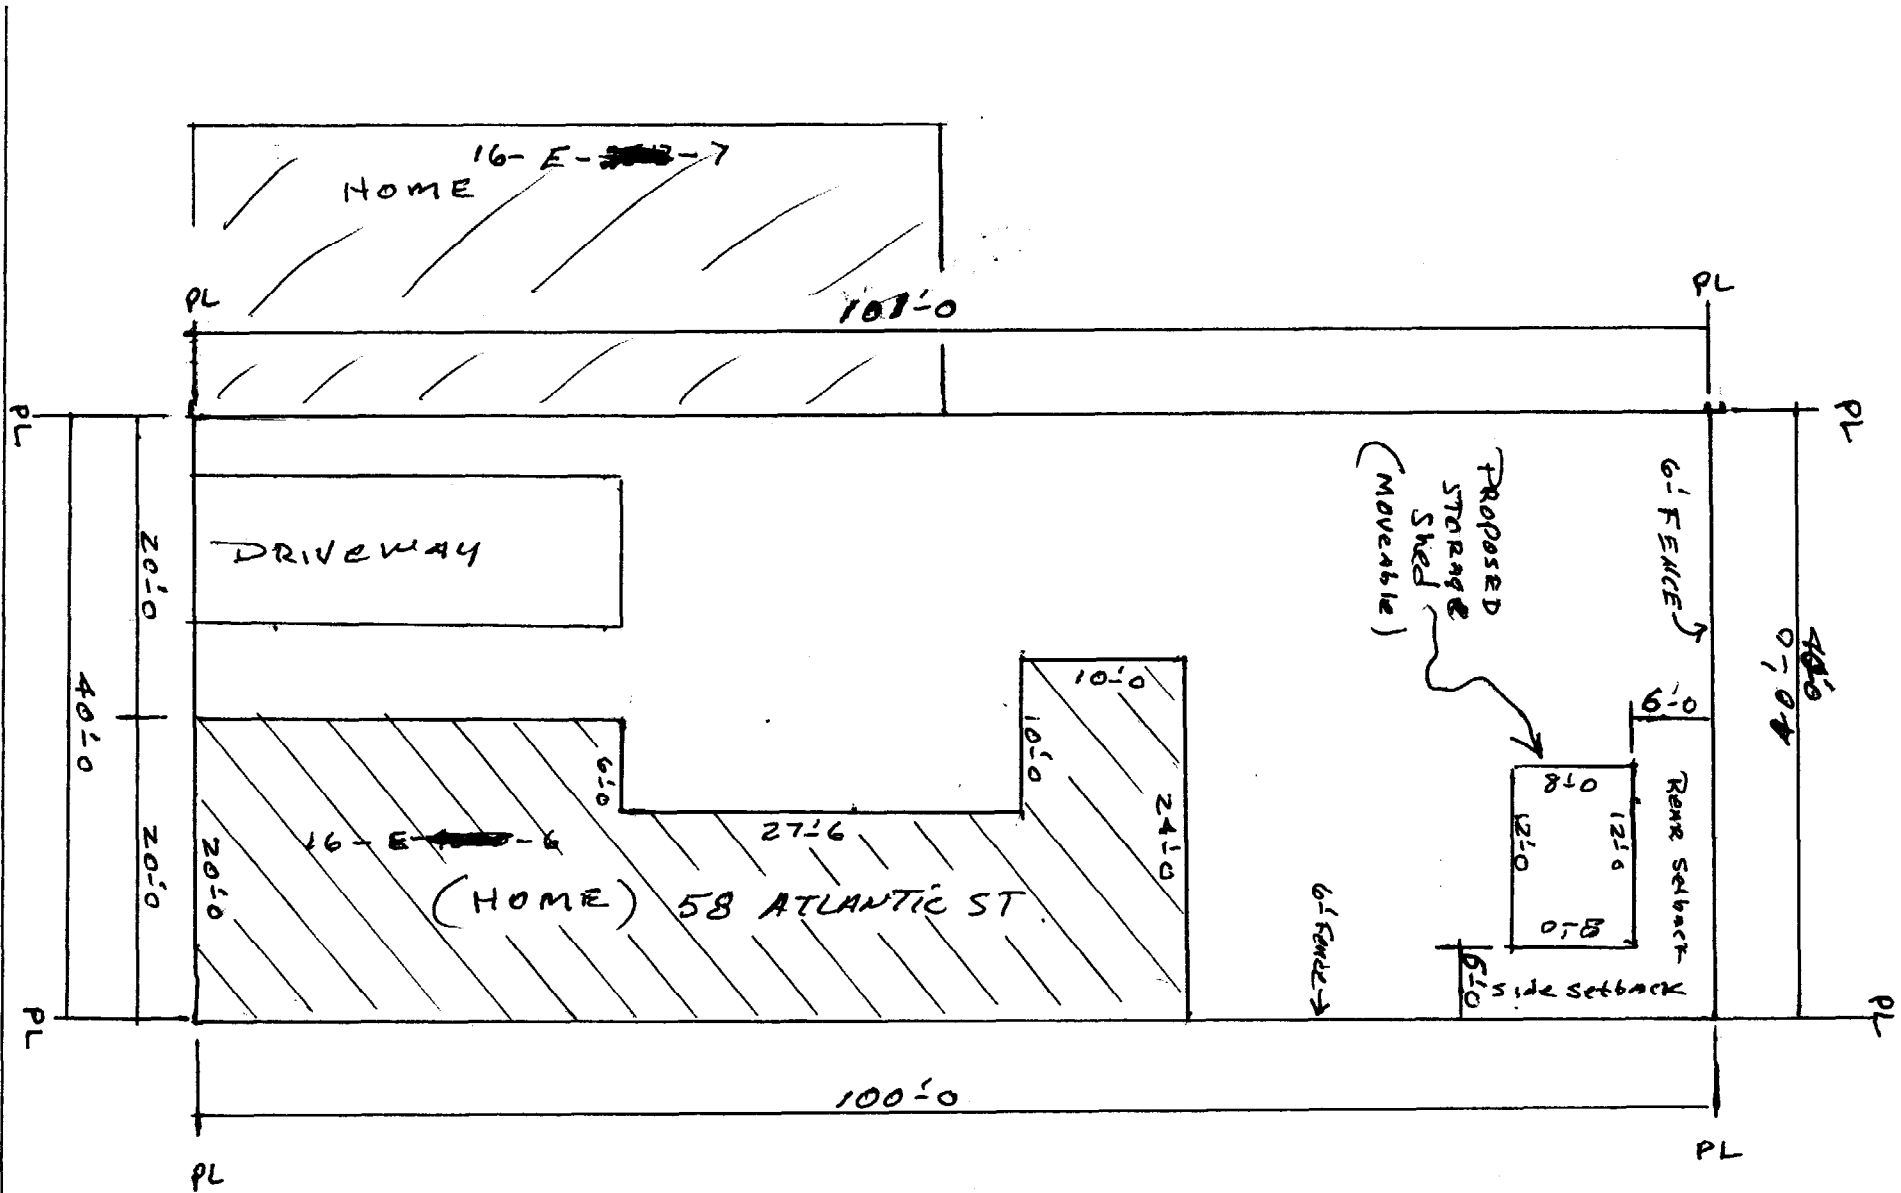 16- E- -7
HOME
PL
PL
101'-0
PL
PL
DRIVEWAY
20'-0
40'-0
20'-0
PROPOSED
STORAGE
Shed
(MOVEABLE)
6'-FENCE
40'-0
6'-0
10'-0
10'-0
6'-0
27'-6
24'-0
20'-0
16- E- -6
(HOME) 58 ATLANTIC ST
8'-0
12'-0
12'-0
8'-0
REAR Setback
6'-Fence
6'-0
side setback
PL
PL
100'-0
PL
PL